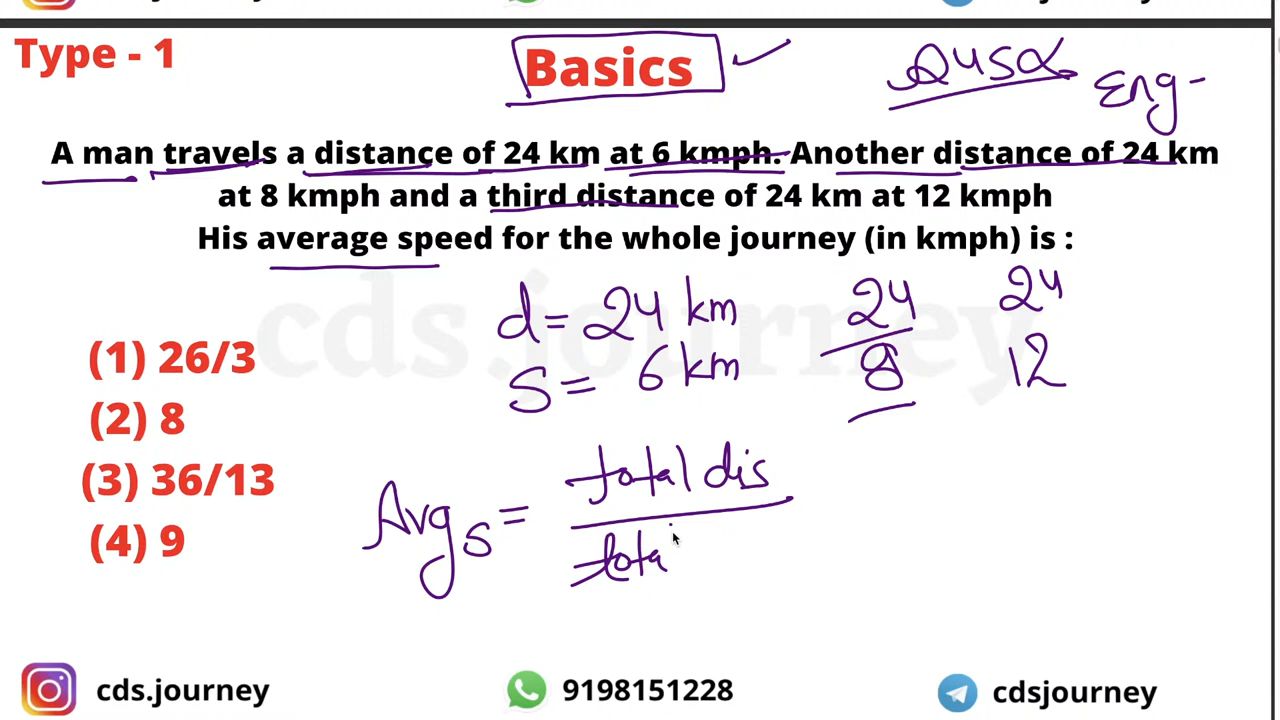 cds.journey
Type - 1
Basics
Eng -
A man travels a distance of 24 km at 6 kmph. Another distance of 24 km
at 8 kmph and a third distance of 24 km at 12 kmph
His average speed for the whole journey (in kmph) is :
d = 24 km 24 24
S = 6 km 8 12
(1) 26/3
(2) 8
(3) 36/13
(4) 9
Avg s = total dis
tota
cds.journey 9198151228 cdsjourney